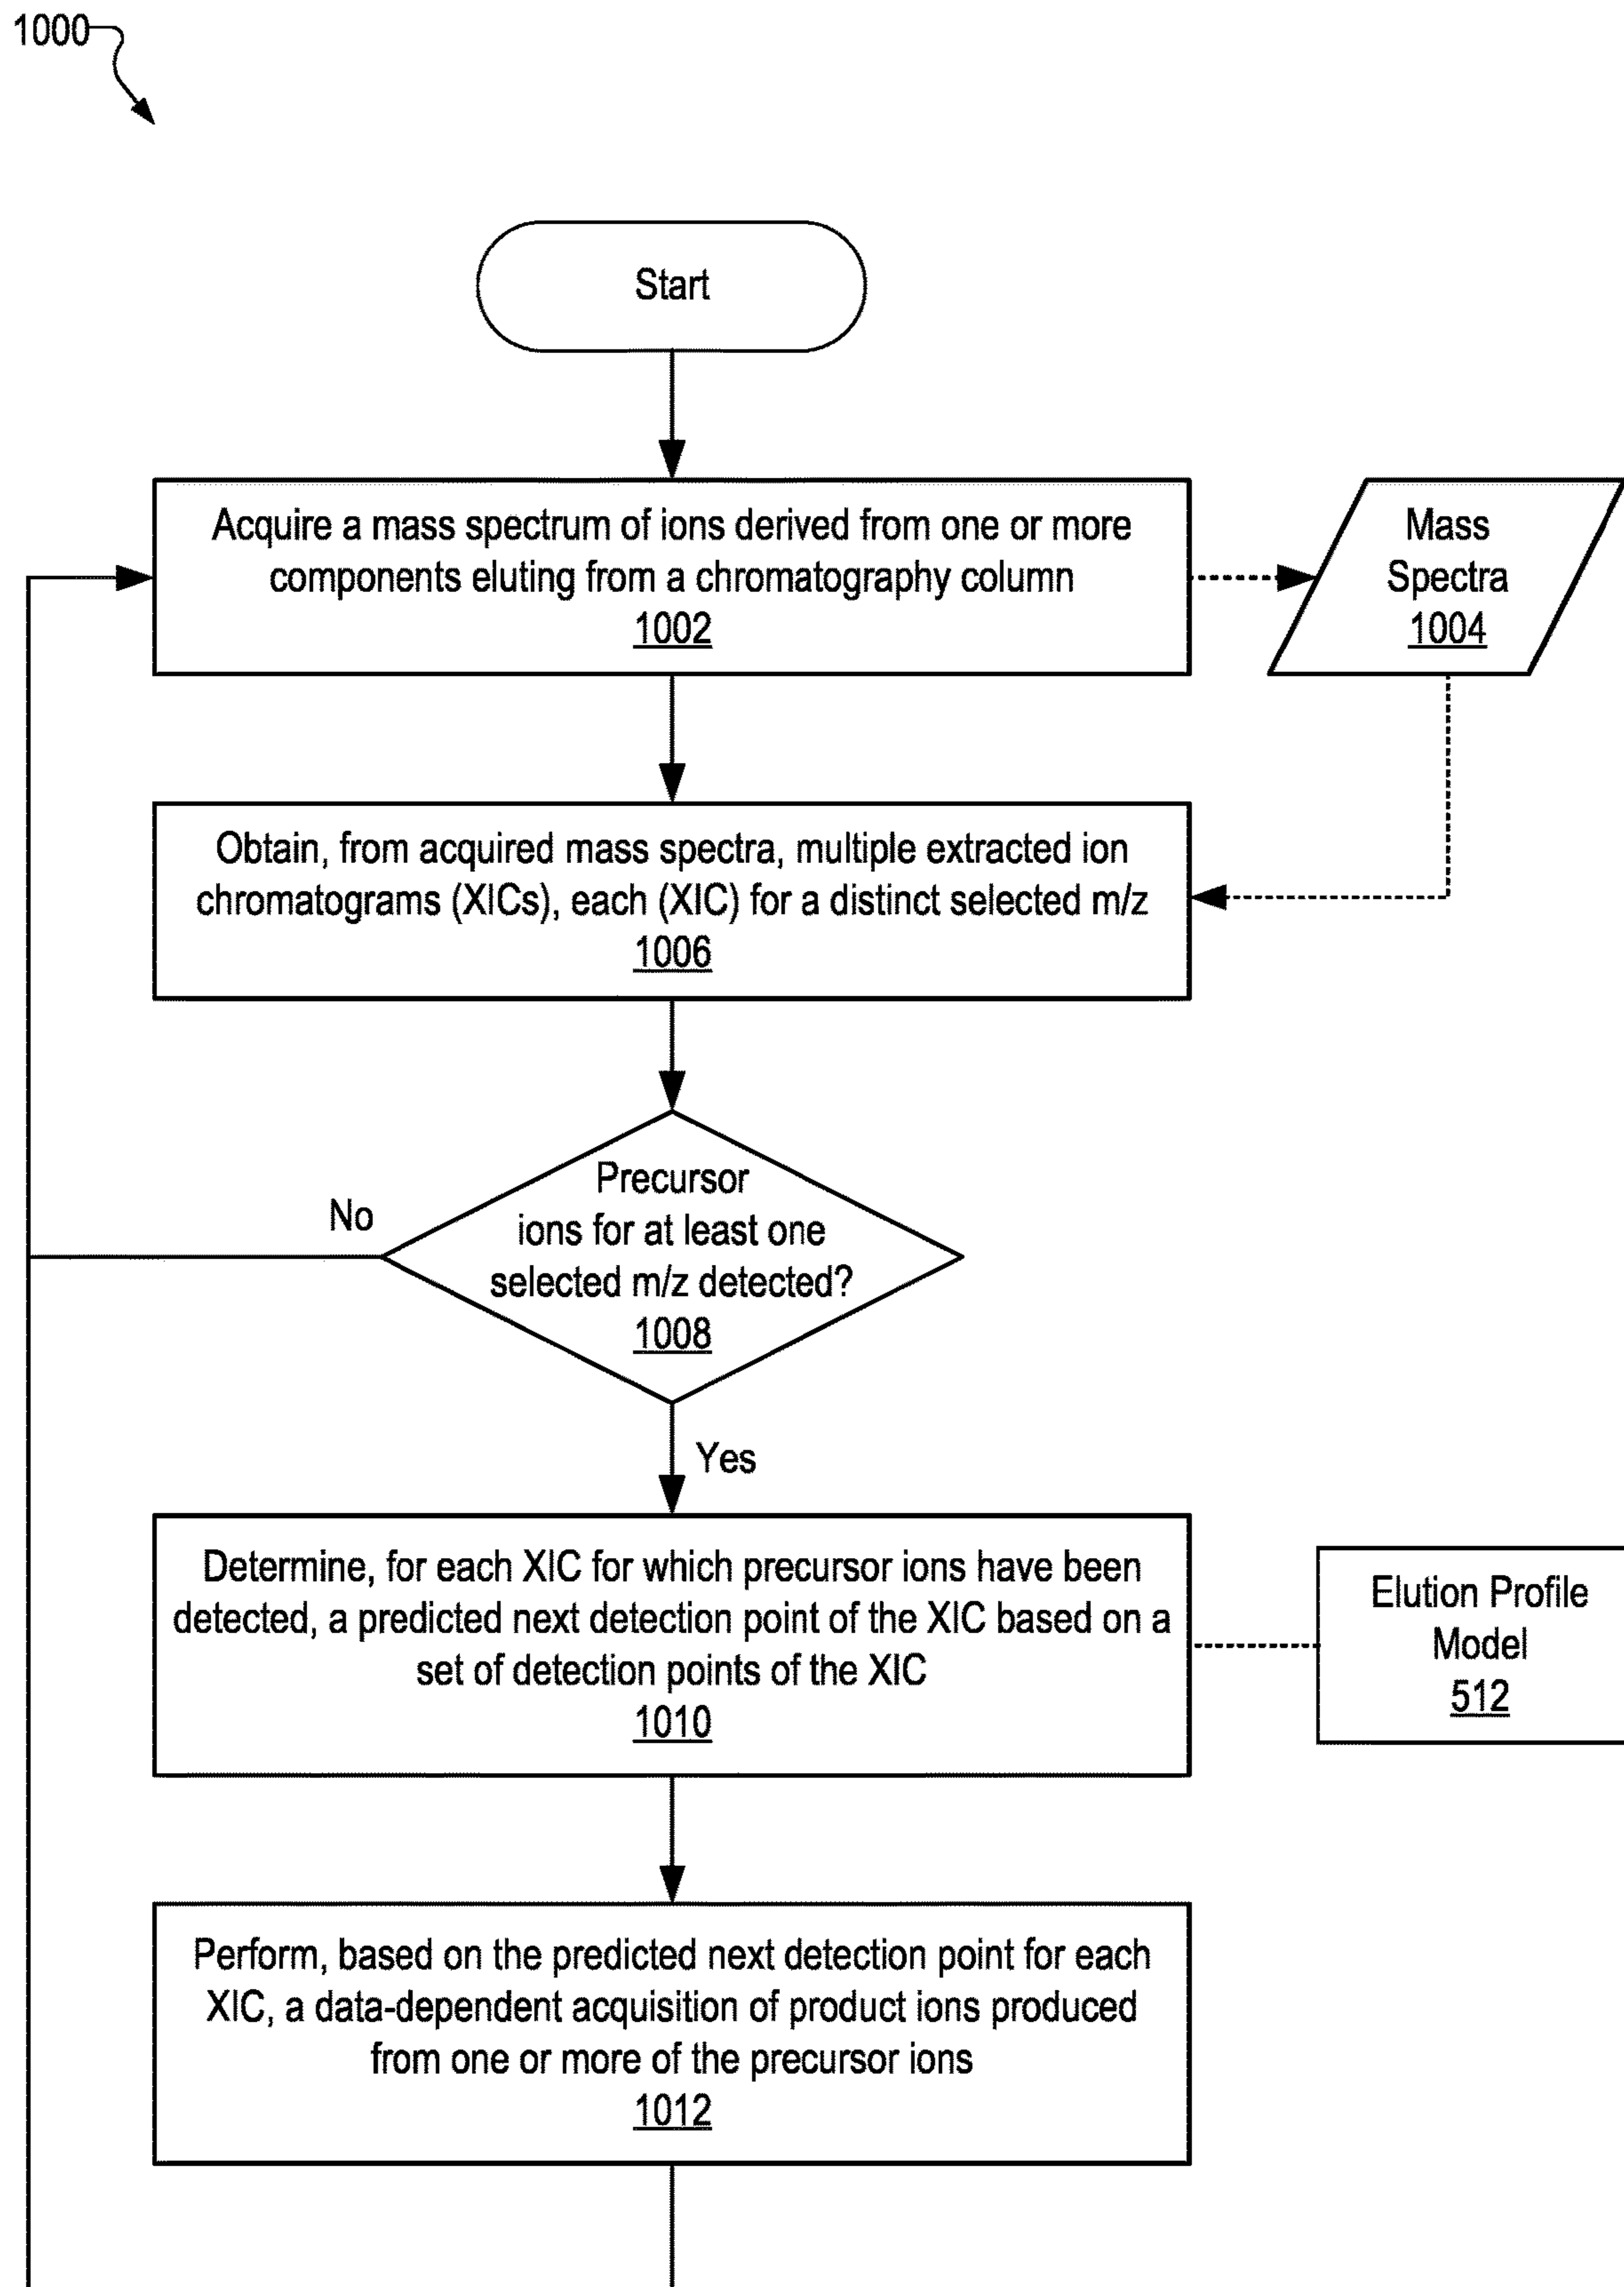 1000
Start
Acquire a mass spectrum of ions derived from one or more
components eluting from a chromatography column
1002
Mass
Spectra
1004
Obtain, from acquired mass spectra, multiple extracted ion
chromatograms (XICs), each (XIC) for a distinct selected m/z
1006
Precursor
ions for at least one
selected m/z detected?
1008
No
Yes
Determine, for each XIC for which precursor ions have been
detected, a predicted next detection point of the XIC based on a
set of detection points of the XIC
1010
Elution Profile
Model
512
Perform, based on the predicted next detection point for each
XIC, a data-dependent acquisition of product ions produced
from one or more of the precursor ions
1012